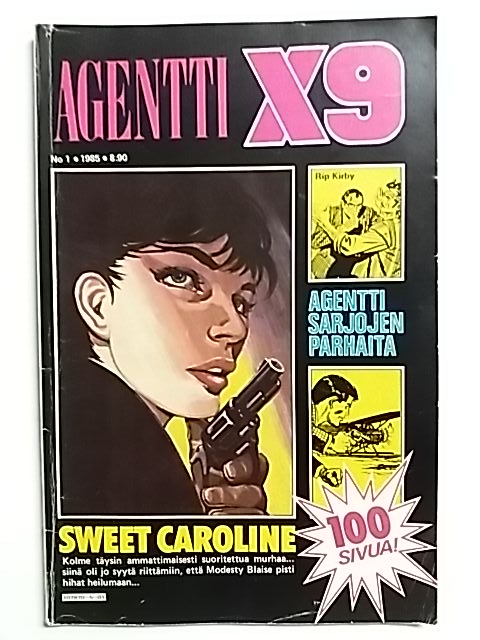 AGENTTI X9
No 1 • 1985 • 8:90
Rip Kirby
AGENTTI
SARJOJEN
PARHAITA
100
SIVUA!
SWEET CAROLINE
Kolme täysin ammattimaisesti suoritettua murhaa...
siinä oli jo syytä riittämiin, että Modesty Blaise pisti
hihat heilumaan...